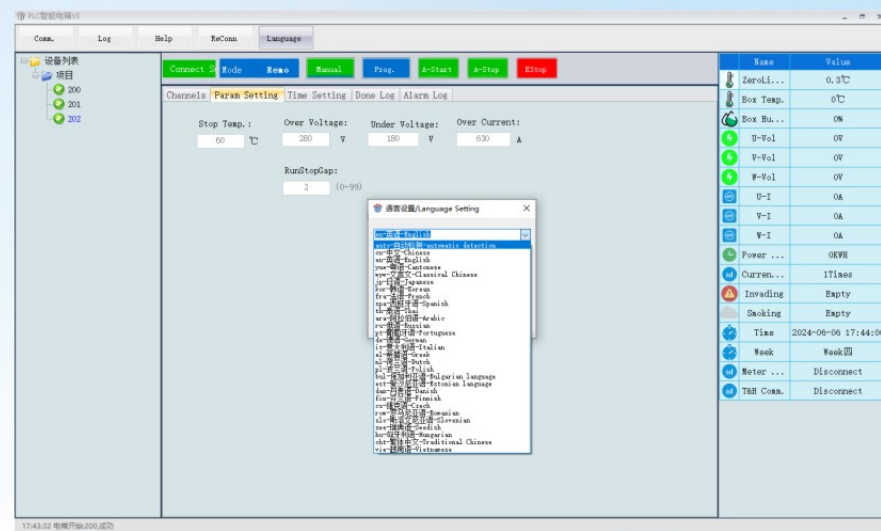 PLC智能电箱V3
Comm. Log Help ReConn Language
设备列表
项目
200
201
202
Connect S Mode Remo Manual Prog. A-Start A-Stop EStop
Channels Param Setting Time Setting Done Log Alarm Log
Stop Temp.: Over Voltage: Under Voltage: Over Current:
60 ℃ 280 V 180 V 630 A
RunStopGap:
2 (0-99)
语言设置/Language Setting
en-英语-English
auto-自动检测-automatic detection
cn-中文-Chinese
en-英语-English
yue-粤语-Cantonese
wyw-文言文-Classical Chinese
jp-日语-Japanese
kor-韩语-Korean
fra-法语-French
spa-西班牙语-Spanish
th-泰语-Thai
ara-阿拉伯语-Arabic
ru-俄语-Russian
pt-葡萄牙语-Portuguese
de-德语-German
it-意大利语-Italian
el-希腊语-Greek
nl-荷兰语-Dutch
pl-波兰语-Polish
bul-保加利亚语-Bulgarian language
est-爱沙尼亚语-Estonian language
dan-丹麦语-Danish
fin-芬兰语-Finnish
cs-捷克语-Czech
rom-罗马尼亚语-Romanian
slo-斯洛文尼亚语-Slovenian
swe-瑞典语-Swedish
hu-匈牙利语-Hungarian
cht-繁体中文-Traditional Chinese
vie-越南语-Vietnamese
Name Value
ZeroLi... 0.3℃
Box Temp. 0℃
Box Hu... 0%
U-Vol 0V
V-Vol 0V
W-Vol 0V
U-I 0A
V-I 0A
W-I 0A
Power ... 0KWH
Curren... 1Times
Invading Empty
Smoking Empty
Time 2024-06-06 17:44:00
Week Week四
Meter ... Disconnect
T&H Comm. Disconnect
17:43:32 电箱开始:200,成功